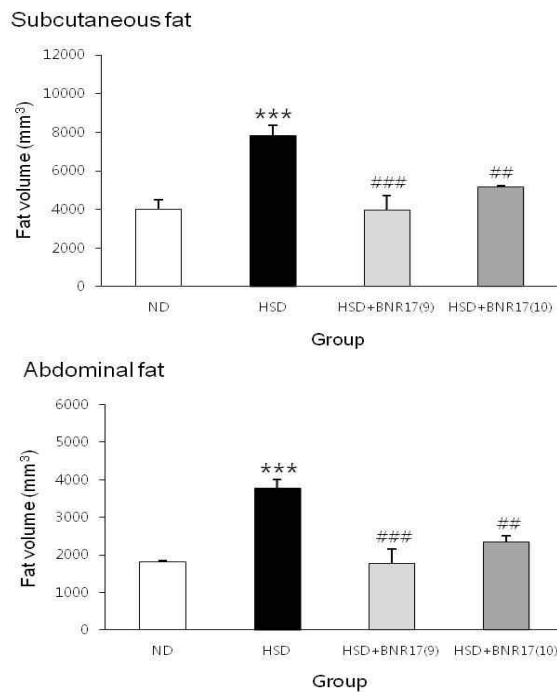 Subcutaneous fat
12000
10000
8000
6000
4000
2000
0
Fat volume (mm³)
***
###
##
ND HSD HSD+BNR17(9) HSD+BNR17(10)
Group
Abdominal fat
6000
5000
4000
3000
2000
1000
0
Fat volume (mm³)
***
###
##
ND HSD HSD+BNR17(9) HSD+BNR17(10)
Group